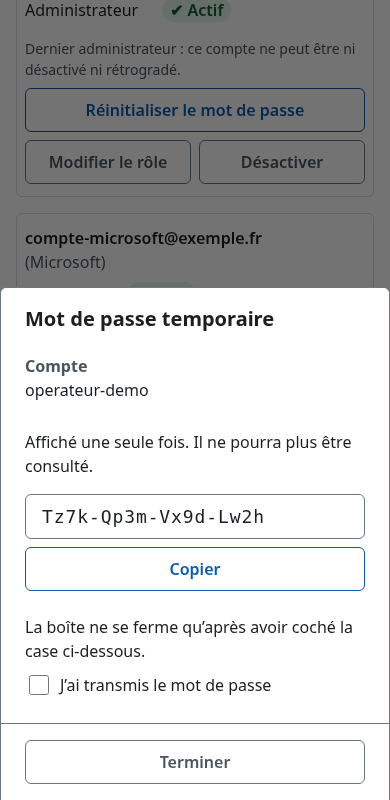 Administrateur ✔ Actif
Dernier administrateur : ce compte ne peut être ni
désactivé ni rétrogradé.
Réinitialiser le mot de passe
Modifier le rôle Désactiver
compte-microsoft@exemple.fr
(Microsoft)
Mot de passe temporaire
Compte
operateur-demo
Affiché une seule fois. Il ne pourra plus être
consulté.
Tz7k-Qp3m-Vx9d-Lw2h
Copier
La boîte ne se ferme qu’après avoir coché la
case ci-dessous.
J’ai transmis le mot de passe
Terminer